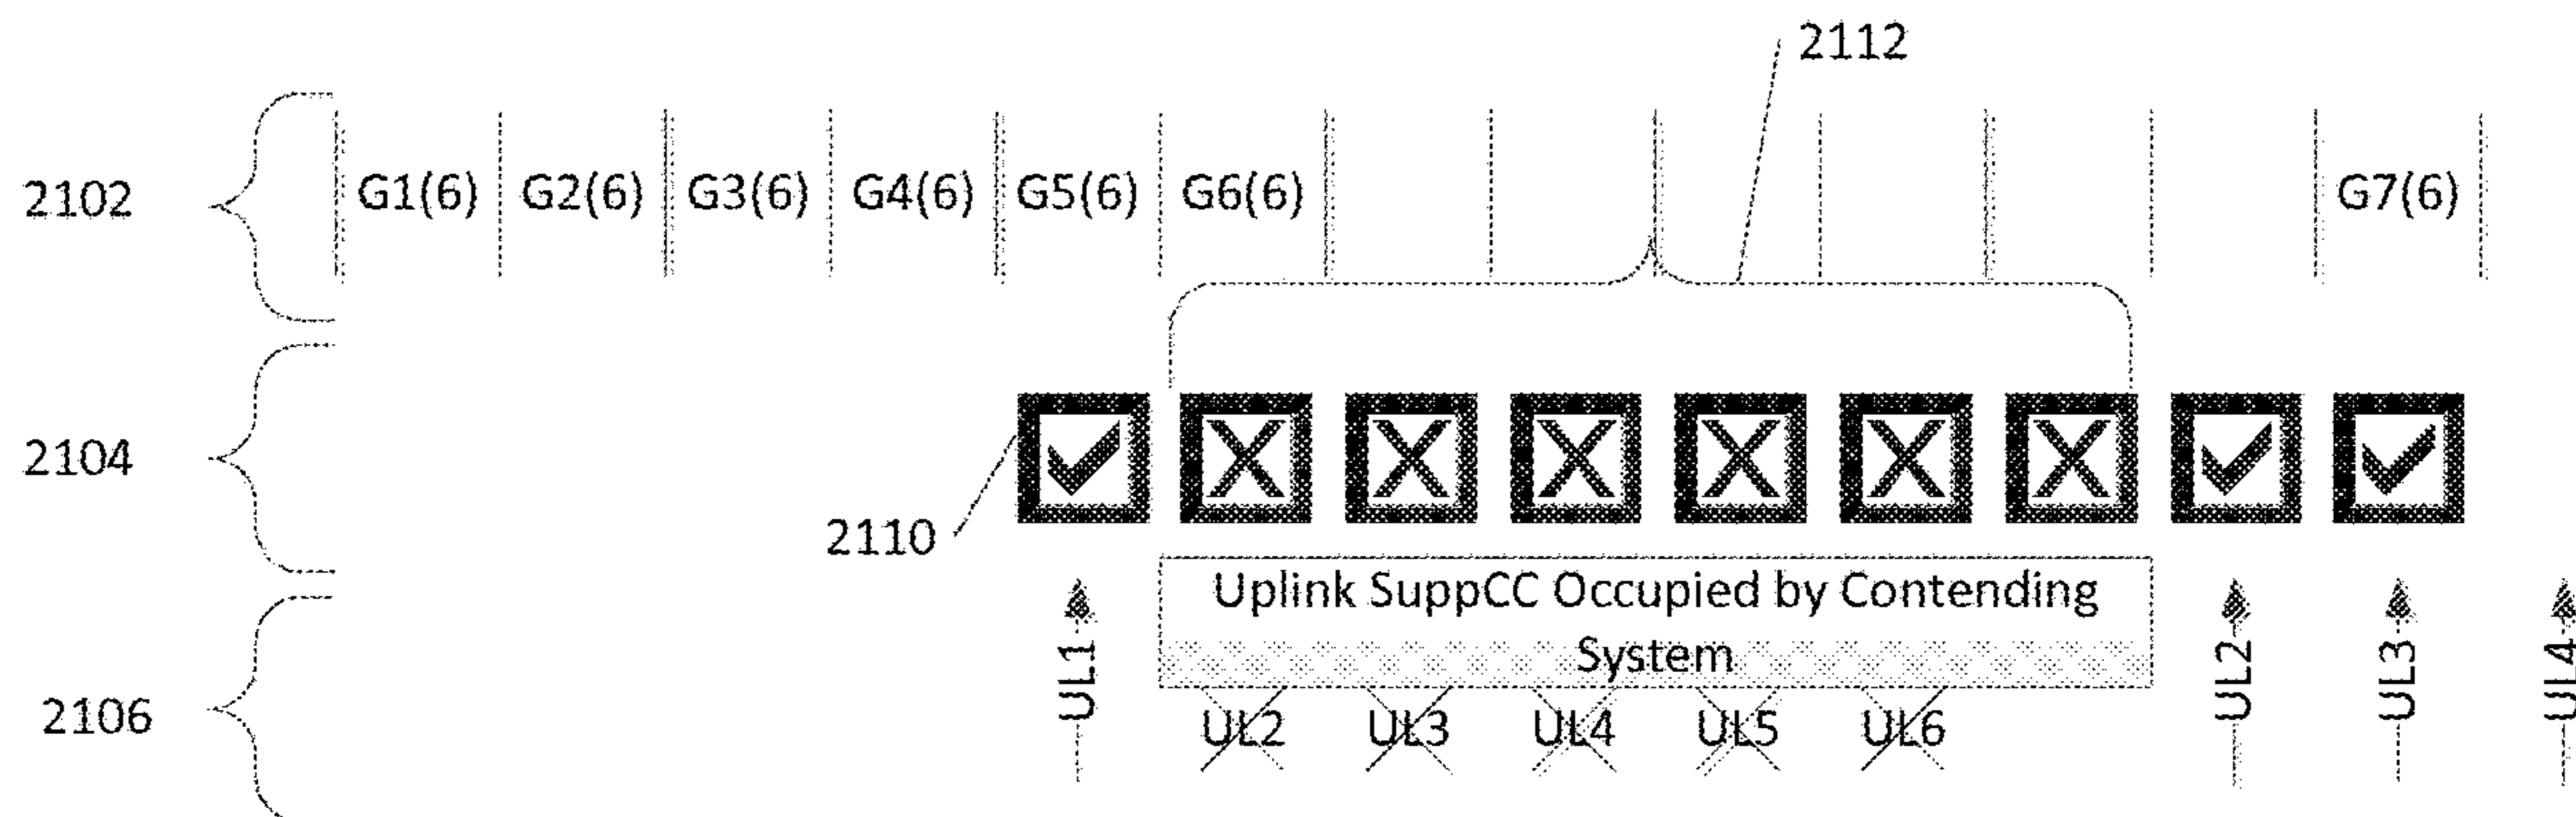 2112
2102 G1(6) G2(6) G3(6) G4(6) G5(6) G6(6) G7(6)
2104
2110
Uplink SuppCC Occupied by Contending
System
2106 UL1 UL2 UL3 UL4 UL5 UL6 UL2 UL3 UL4